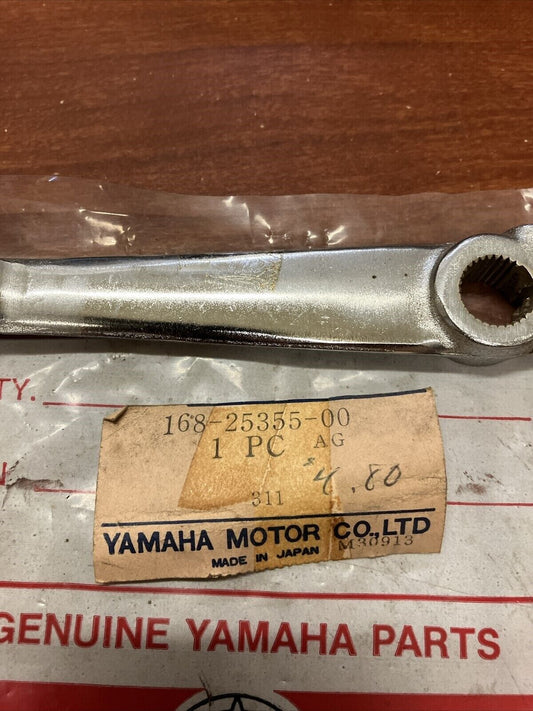 TY.
168-25355-00
1 PC AG
$4.80
311
YAMAHA MOTOR CO.,LTD
MADE IN JAPAN M30913
GENUINE YAMAHA PARTS